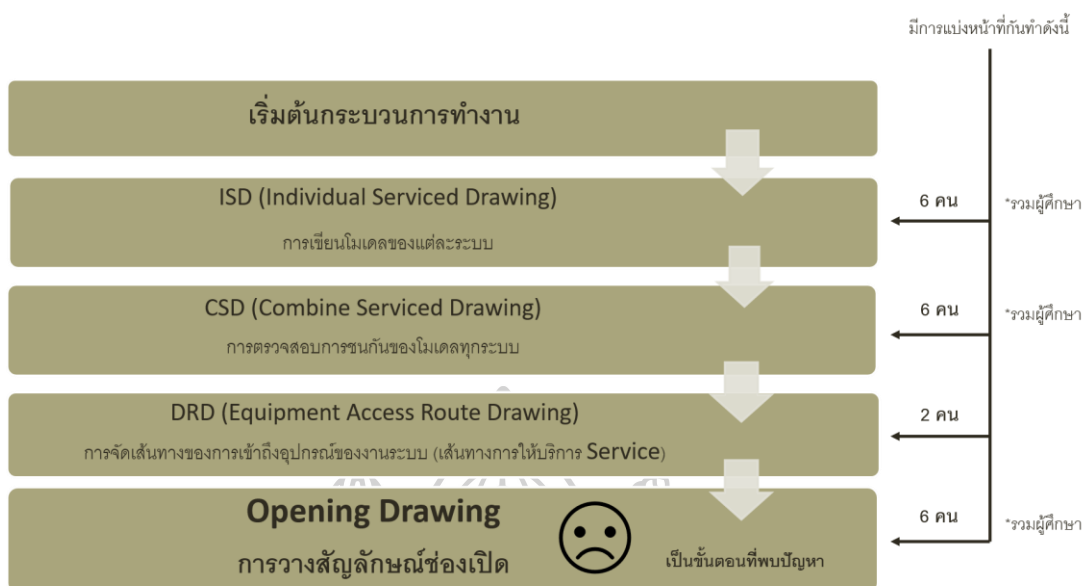 มีการแบ่งหน้าที่กันทำดังนี้
เริ่มต้นกระบวนการทำงาน
ISD (Individual Serviced Drawing)
การเขียนโมเดลของแต่ละระบบ
6 คน
*รวมผู้ศึกษา
CSD (Combine Serviced Drawing)
การตรวจสอบการชนกันของโมเดลทุกระบบ
6 คน
*รวมผู้ศึกษา
DRD (Equipment Access Route Drawing)
การจัดเส้นทางของการเข้าถึงอุปกรณ์ของงานระบบ (เส้นทางการให้บริการ Service)
2 คน
Opening Drawing
การวางสัญลักษณ์ช่องเปิด
เป็นขั้นตอนที่พบปัญหา
6 คน
*รวมผู้ศึกษา